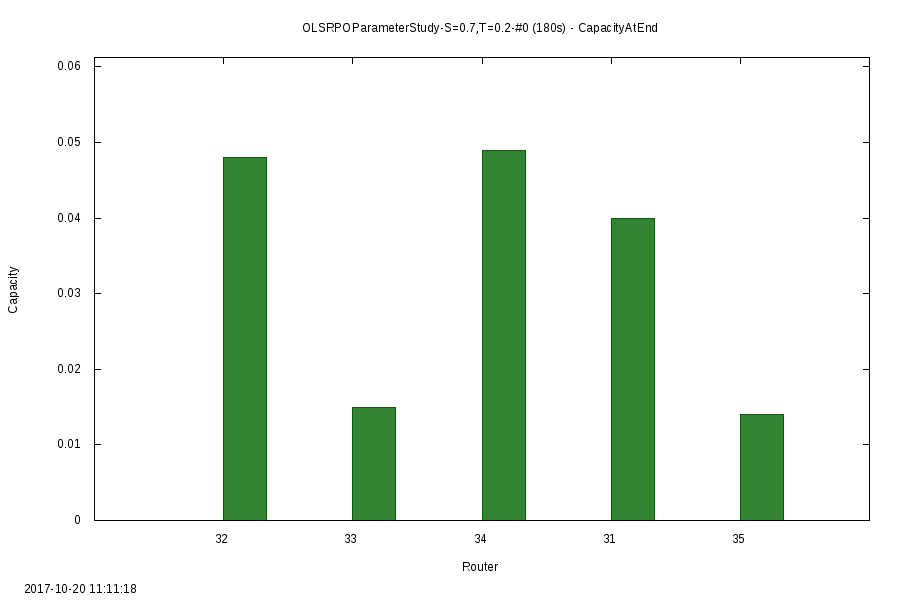 OLSRPOParameterStudy-S=0.7,T=0.2-#0 (180s) - CapacityAtEnd
0.06
0.05
0.04
0.03
0.02
0.01
0
Capacity
32 33 34 31 35
Router
2017-10-20 11:11:18